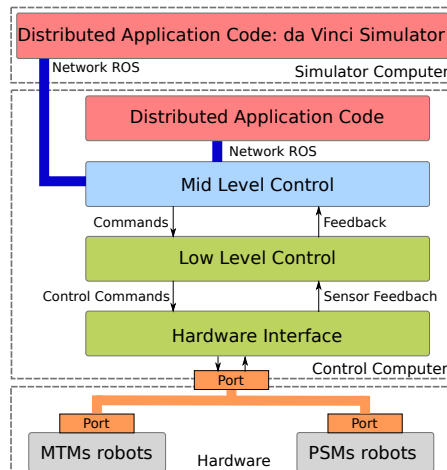 Distributed Application Code: da Vinci Simulator
Network ROS
Simulator Computer
Distributed Application Code
Network ROS
Mid Level Control
Commands
Feedback
Low Level Control
Control Commands
Sensor Feedbach
Hardware Interface
Control Computer
Port
Port
Port
MTMs robots
PSMs robots
Hardware